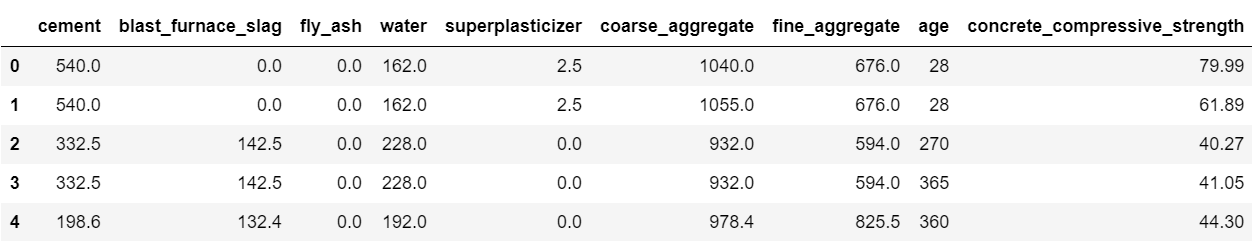 cement blast_furnace_slag fly_ash water superplasticizer coarse_aggregate fine_aggregate age concrete_compressive_strength
0 540.0 0.0 0.0 162.0 2.5 1040.0 676.0 28 79.99
1 540.0 0.0 0.0 162.0 2.5 1055.0 676.0 28 61.89
2 332.5 142.5 0.0 228.0 0.0 932.0 594.0 270 40.27
3 332.5 142.5 0.0 228.0 0.0 932.0 594.0 365 41.05
4 198.6 132.4 0.0 192.0 0.0 978.4 825.5 360 44.30